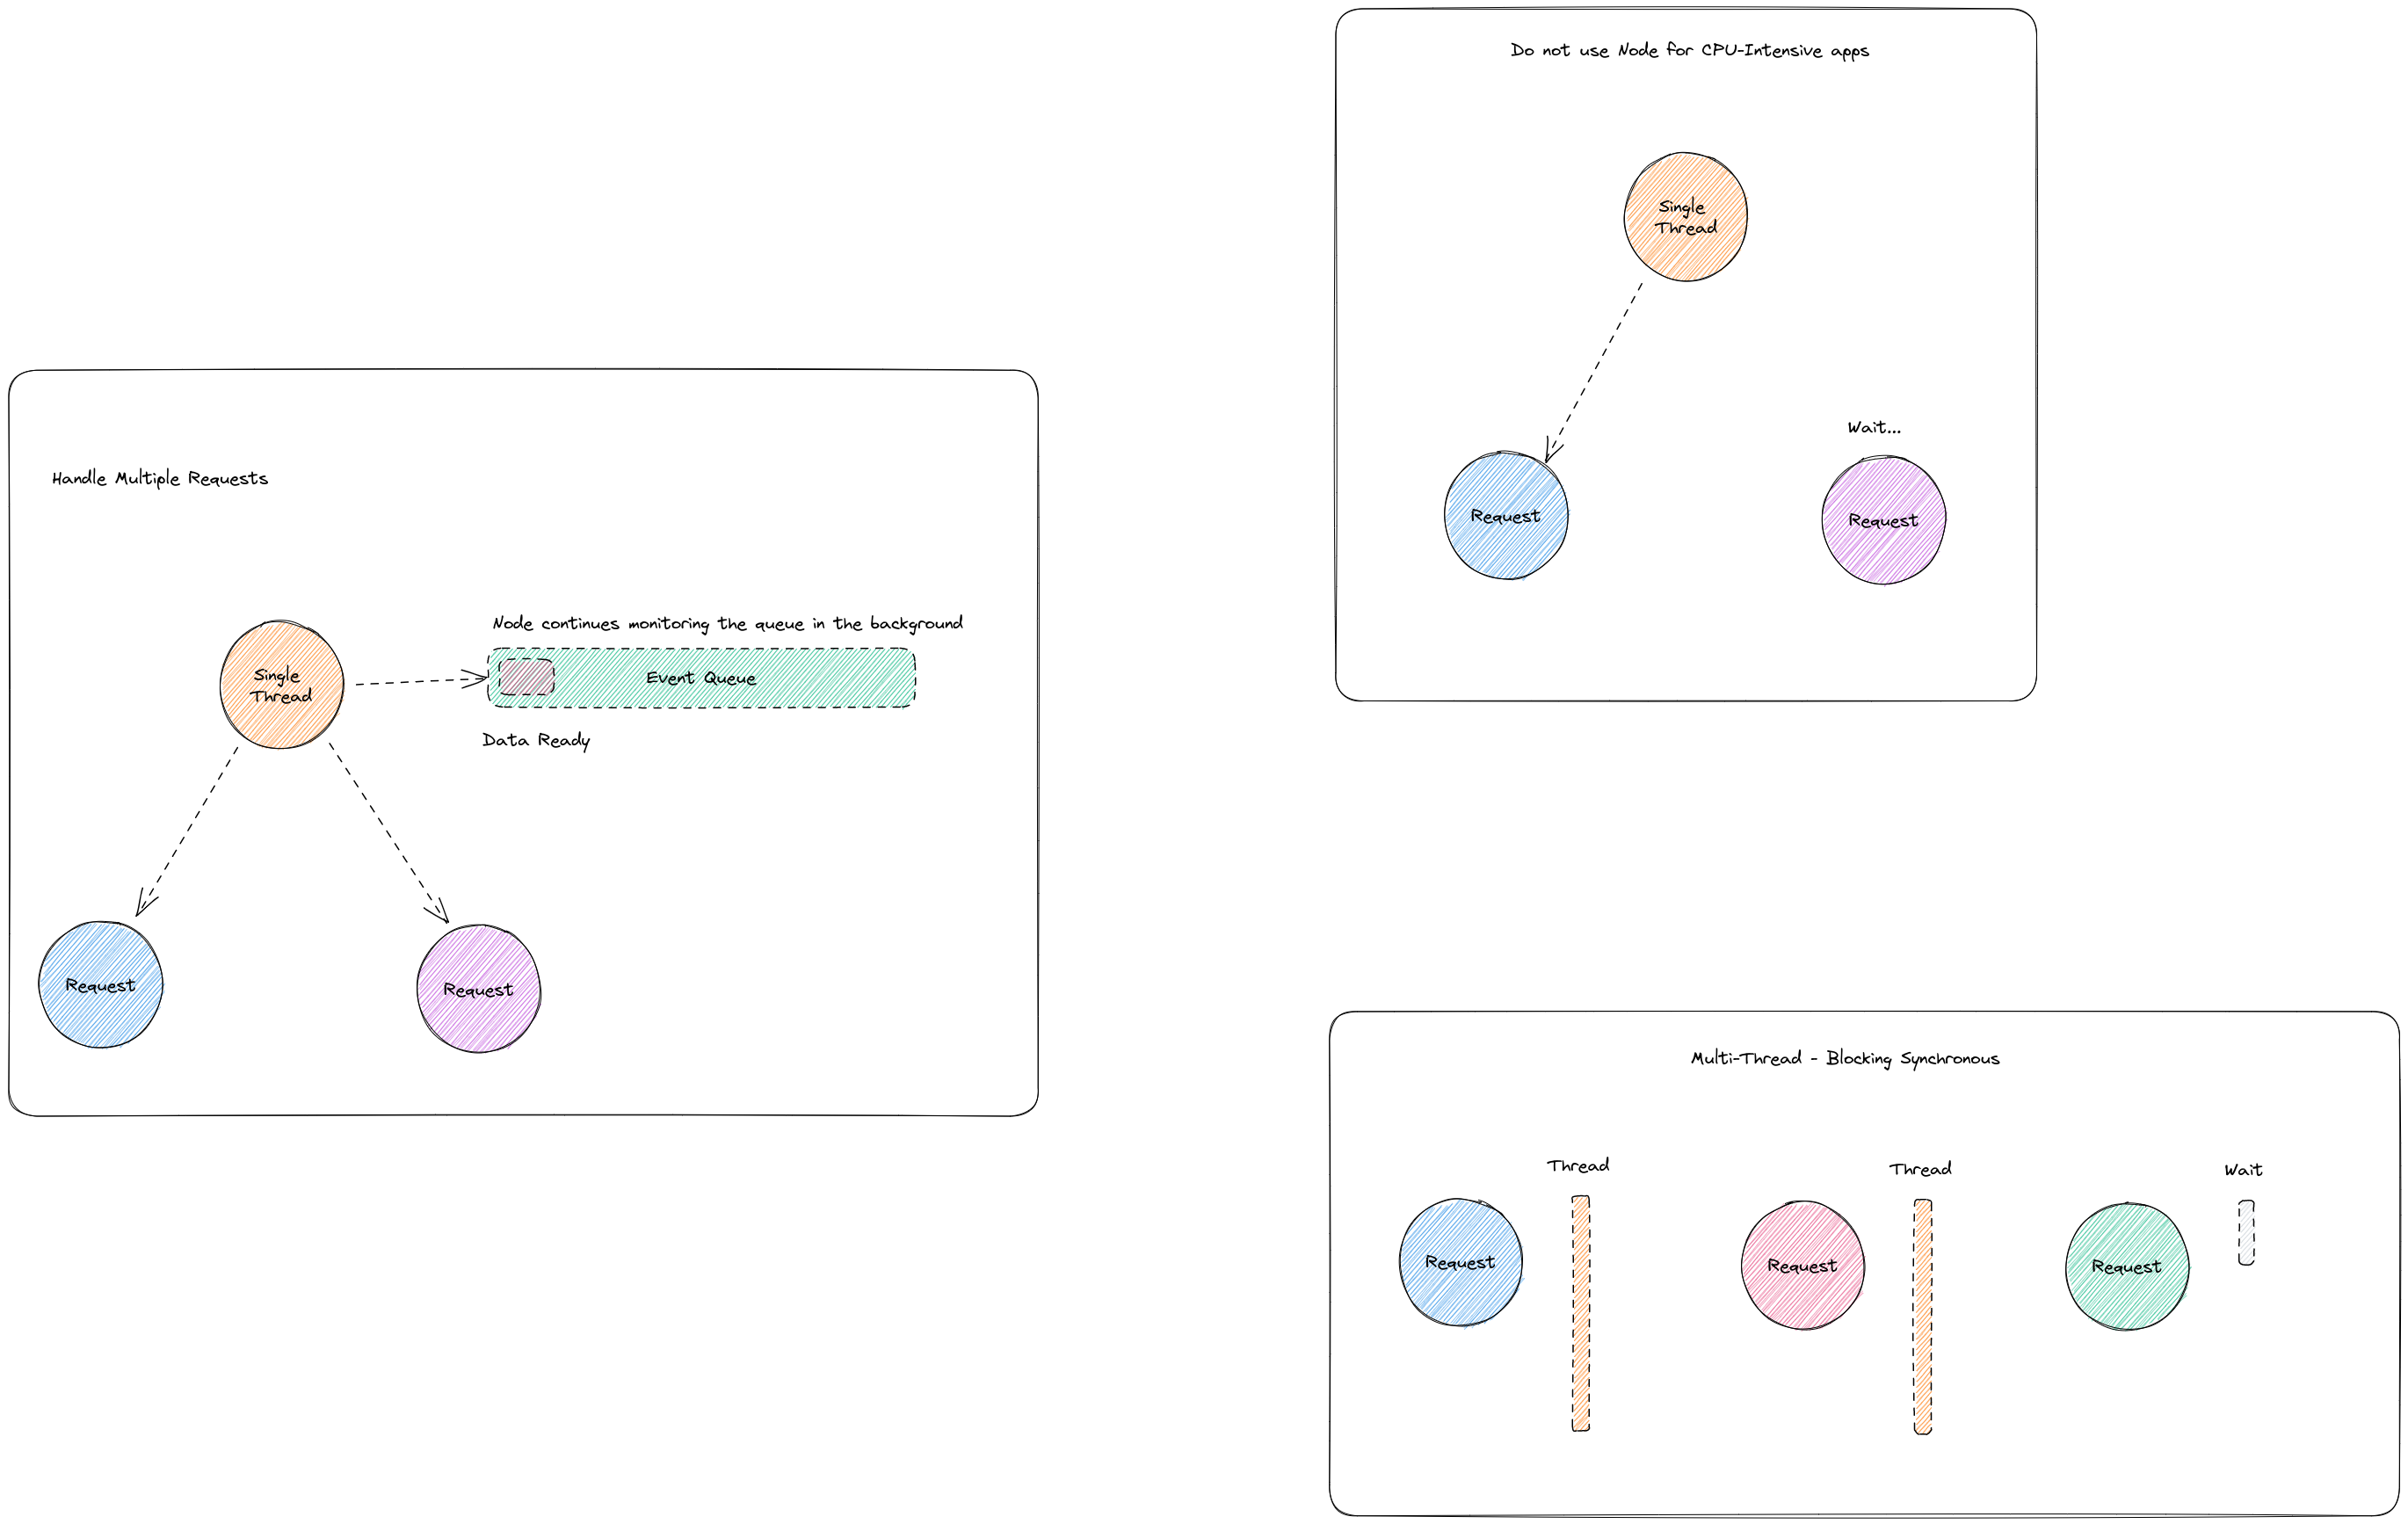 Handle Multiple Requests
Node continues monitoring the queue in the background
Single
Thread
Event Queue
Data Ready
Request
Request
Do not use Node for CPU-Intensive apps
Single
Thread
Wait...
Request
Request
Multi-Thread - Blocking Synchronous
Thread
Thread
Wait
Request
Request
Request